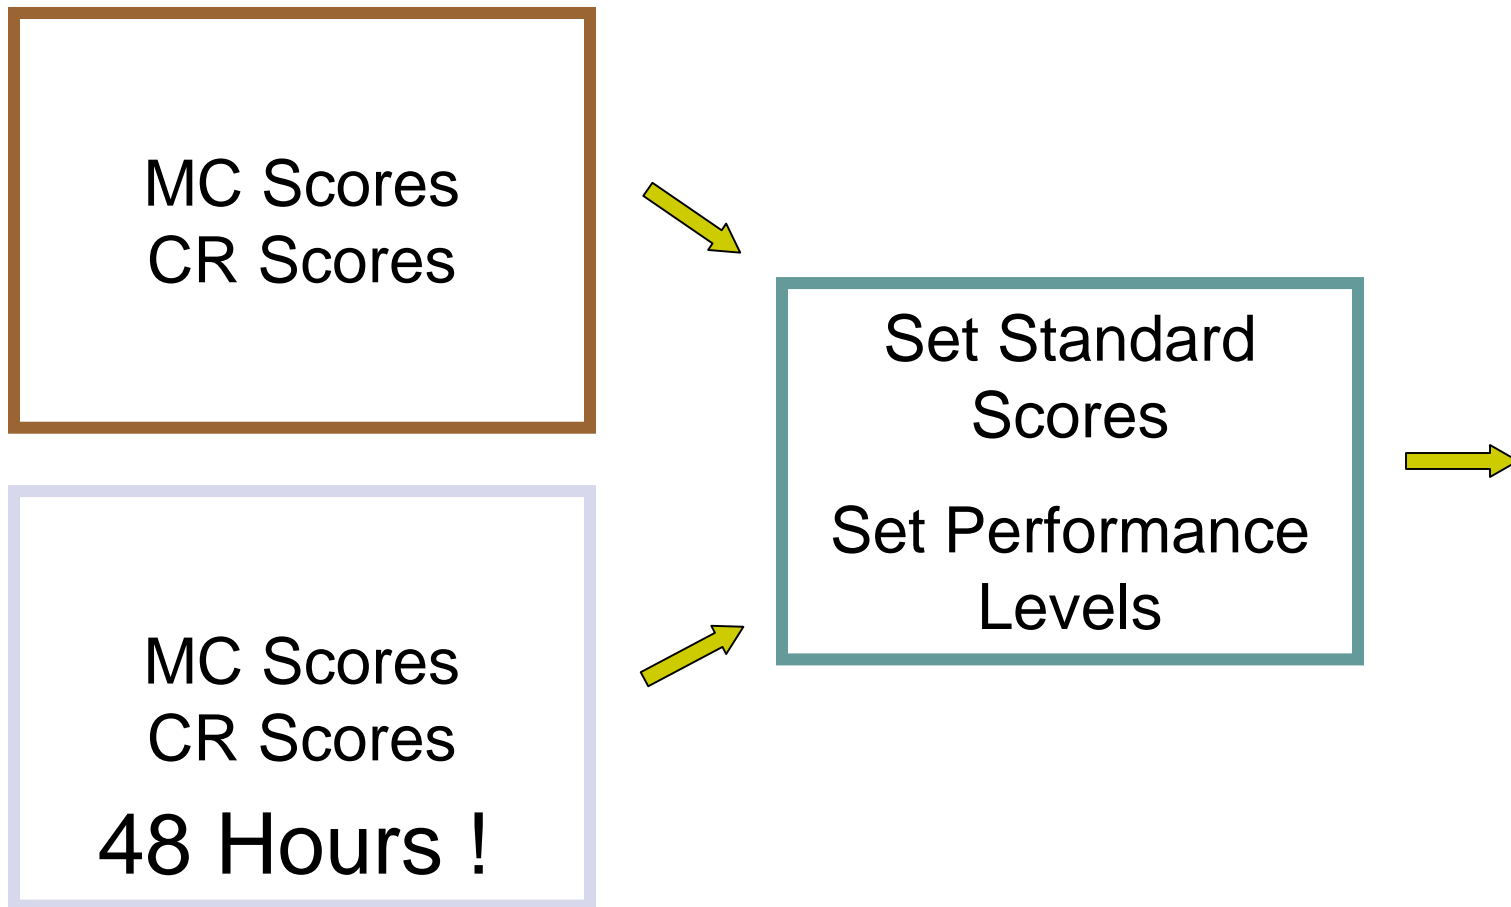 MC Scores
CR Scores
MC Scores
CR Scores
48 Hours !
Set Standard
Scores
Set Performance
Levels